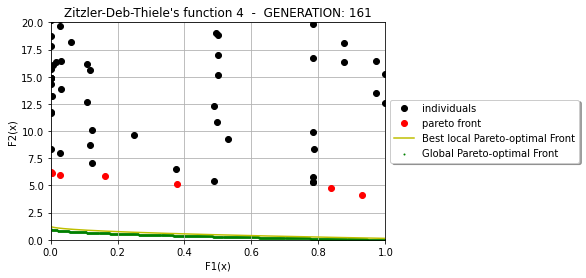 Zitzler-Deb-Thiele's function 4  -  GENERATION: 161
20.0
17.5
15.0
12.5
10.0
7.5
5.0
2.5
0.0
F2(x)
0.0 0.2 0.4 0.6 0.8 1.0
F1(x)
individuals
pareto front
Best local Pareto-optimal Front
Global Pareto-optimal Front